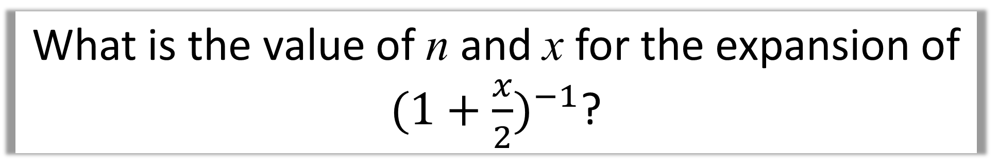 What is the value of n and x for the expansion of
(1 + x/2)⁻¹?